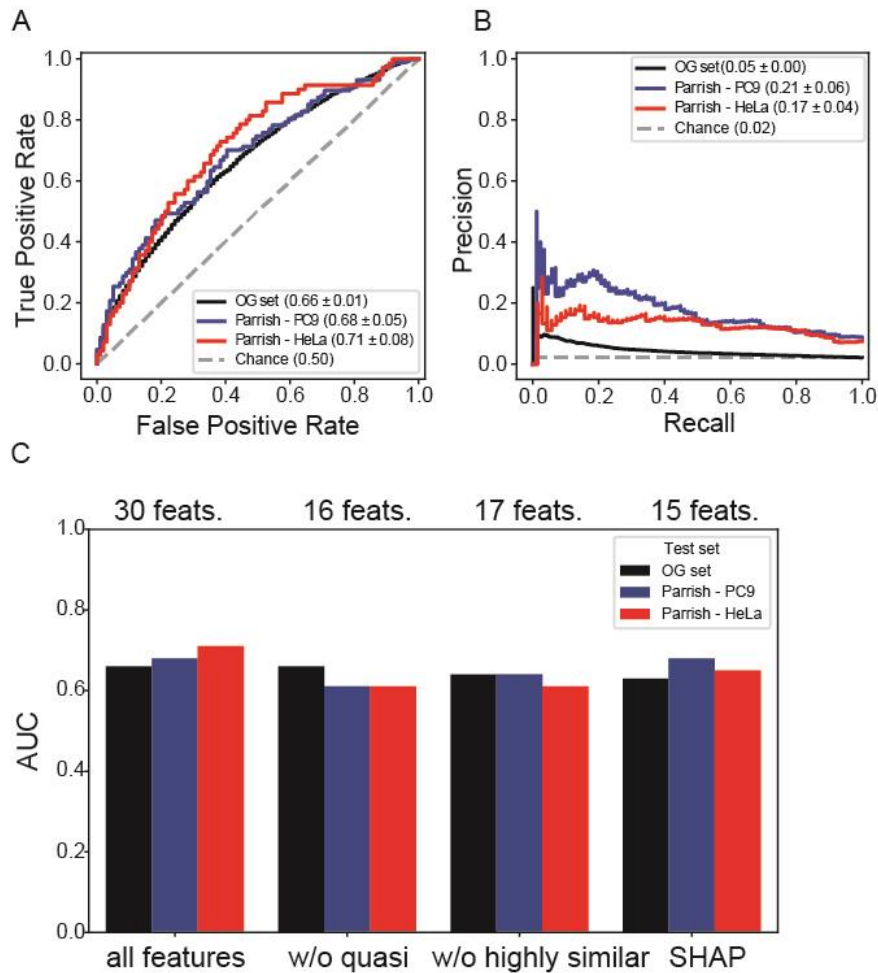 A
1.0
0.8
0.6
0.4
0.2
0.0
True Positive Rate
OG set (0.66 ± 0.01)
Parrish - PC9 (0.68 ± 0.05)
Parrish - HeLa (0.71 ± 0.08)
Chance (0.50)
0.0 0.2 0.4 0.6 0.8 1.0
False Positive Rate
B
1.0
0.8
0.6
0.4
0.2
0.0
Precision
OG set(0.05 ± 0.00)
Parrish - PC9 (0.21 ± 0.06)
Parrish - HeLa (0.17 ± 0.04)
Chance (0.02)
0.0 0.2 0.4 0.6 0.8 1.0
Recall
C
30 feats. 16 feats. 17 feats. 15 feats.
1.0
0.8
0.6
0.4
0.2
0.0
AUC
Test set
OG set
Parrish - PC9
Parrish - HeLa
all features w/o quasi w/o highly similar SHAP